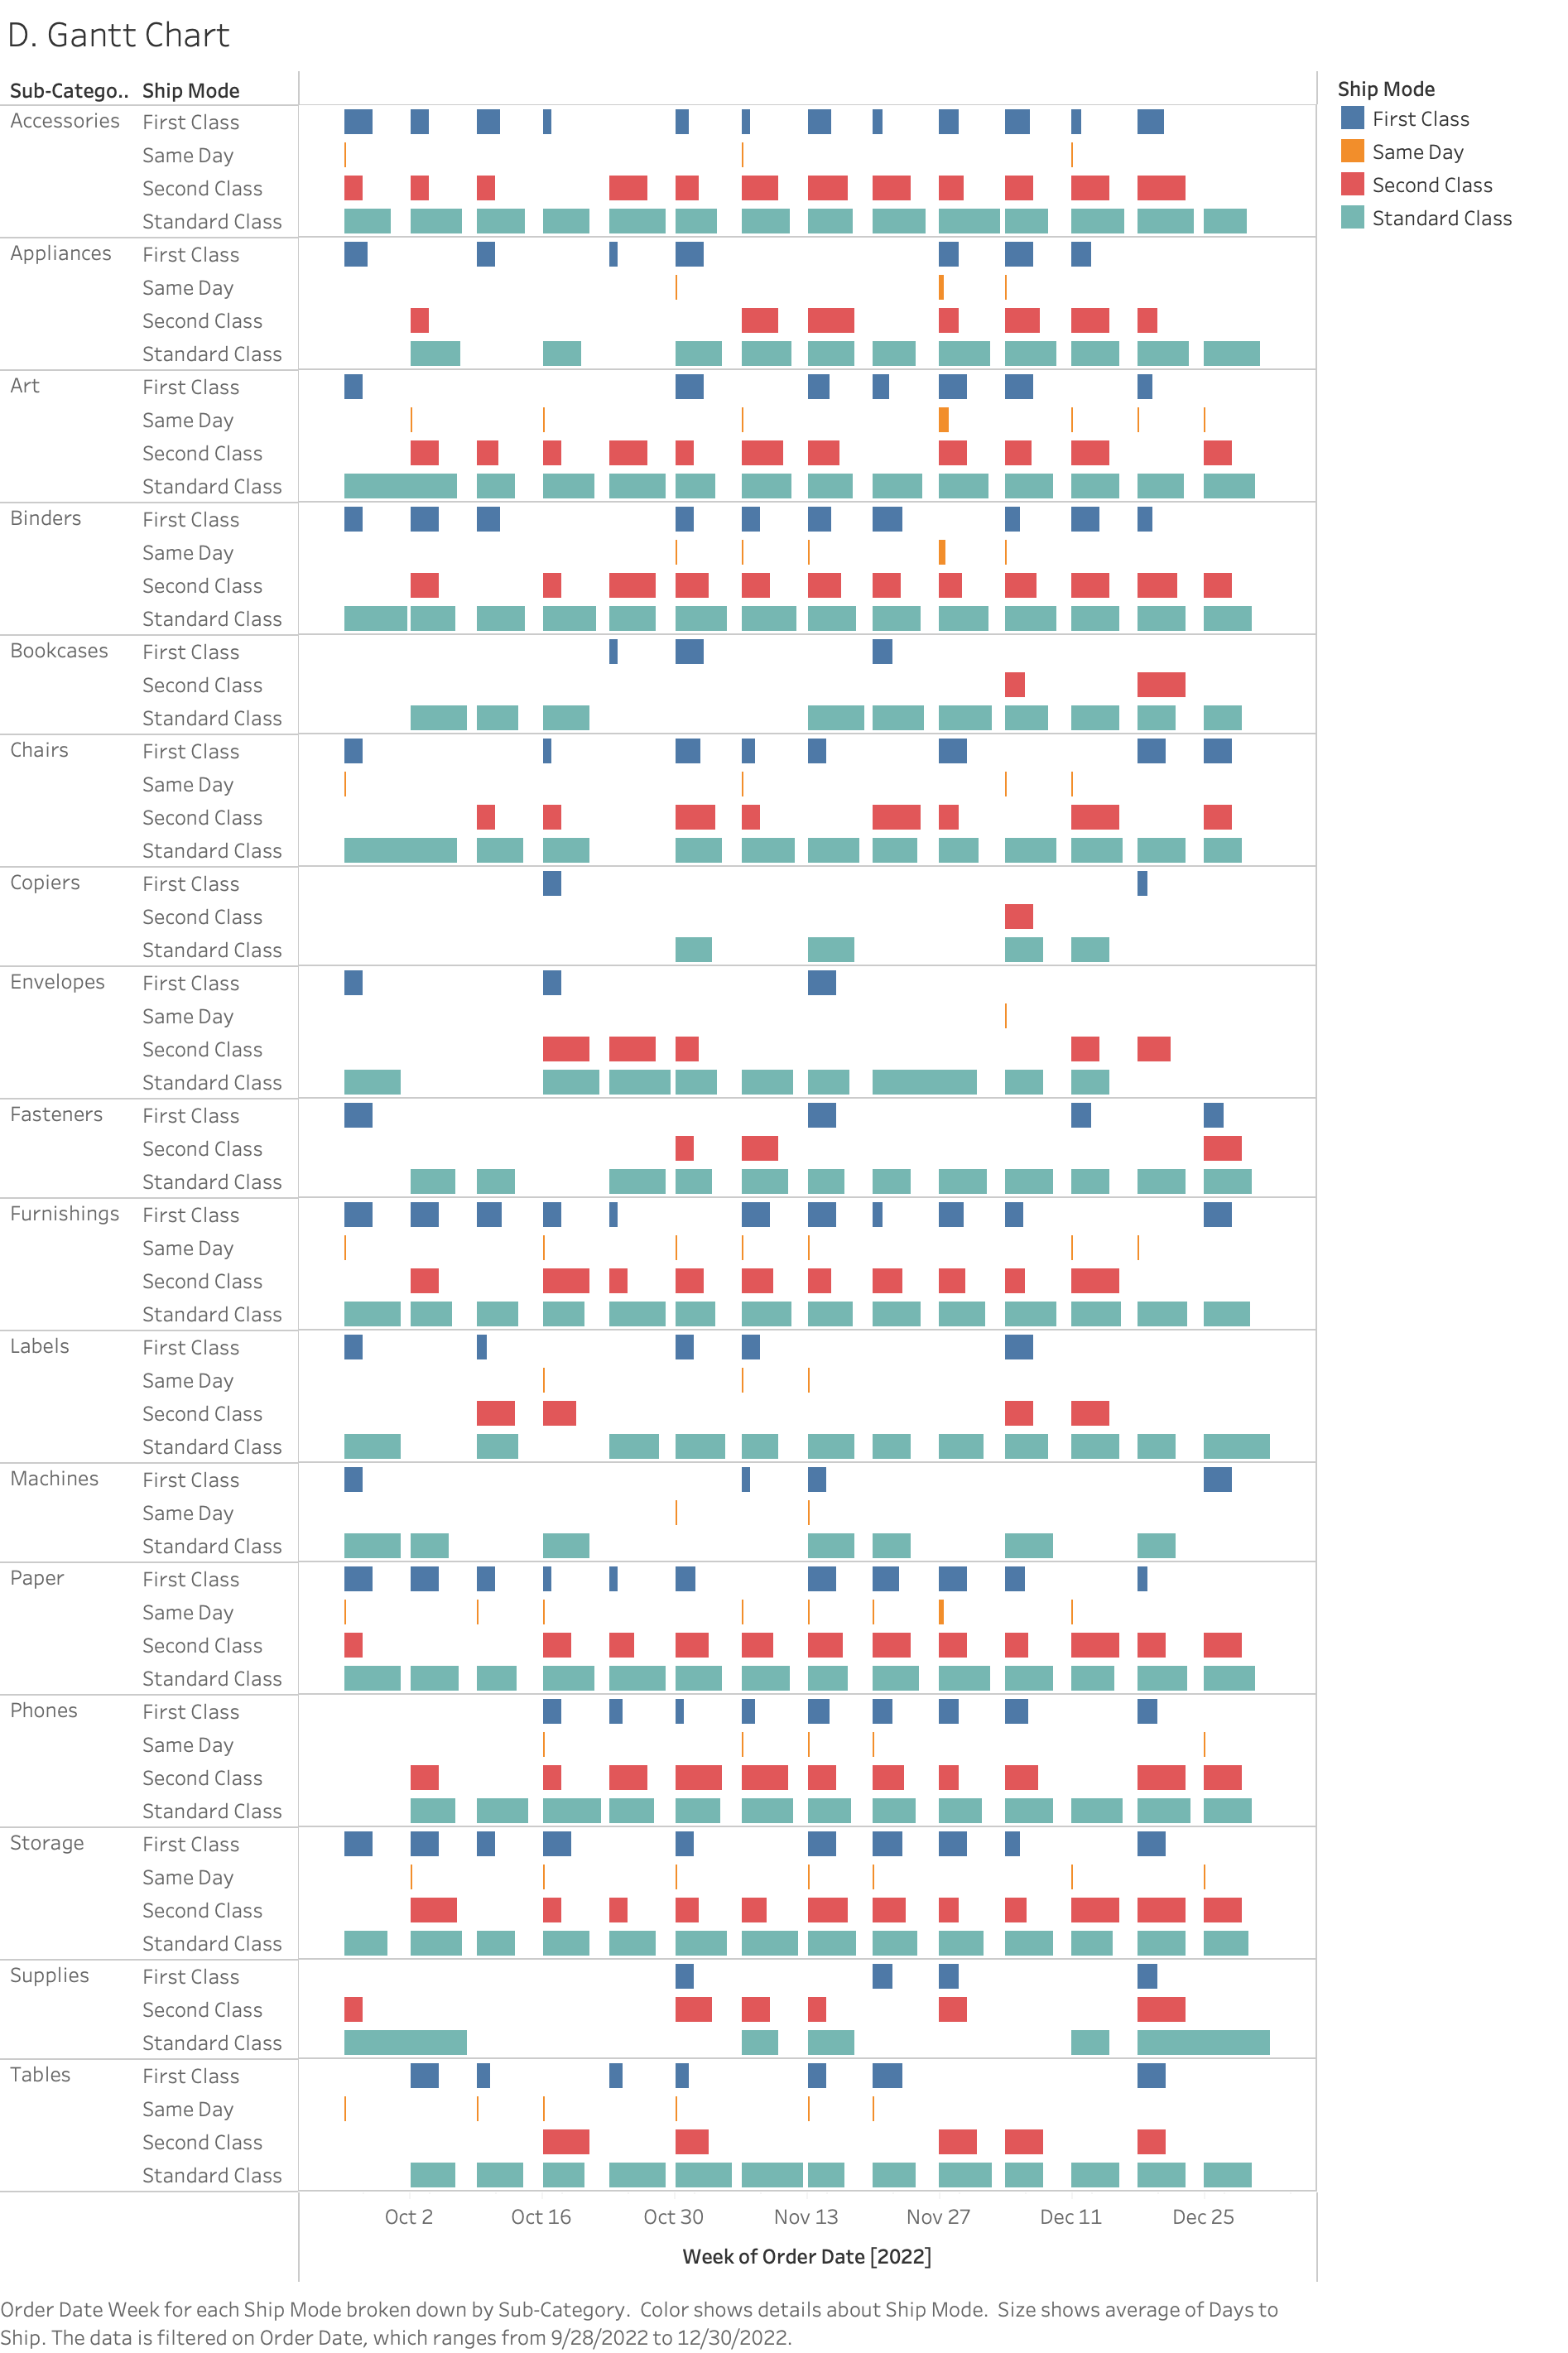 D. Gantt Chart
Sub-Catego.. Ship Mode
Ship Mode
First Class
Same Day
Second Class
Standard Class
Accessories First Class
Same Day
Second Class
Standard Class
Appliances First Class
Same Day
Second Class
Standard Class
Art First Class
Same Day
Second Class
Standard Class
Binders First Class
Same Day
Second Class
Standard Class
Bookcases First Class
Second Class
Standard Class
Chairs First Class
Same Day
Second Class
Standard Class
Copiers First Class
Second Class
Standard Class
Envelopes First Class
Same Day
Second Class
Standard Class
Fasteners First Class
Second Class
Standard Class
Furnishings First Class
Same Day
Second Class
Standard Class
Labels First Class
Same Day
Second Class
Standard Class
Machines First Class
Same Day
Standard Class
Paper First Class
Same Day
Second Class
Standard Class
Phones First Class
Same Day
Second Class
Standard Class
Storage First Class
Same Day
Second Class
Standard Class
Supplies First Class
Second Class
Standard Class
Tables First Class
Same Day
Second Class
Standard Class
Oct 2 Oct 16 Oct 30 Nov 13 Nov 27 Dec 11 Dec 25
Week of Order Date [2022]
Order Date Week for each Ship Mode broken down by Sub-Category. Color shows details about Ship Mode. Size shows average of Days to
Ship. The data is filtered on Order Date, which ranges from 9/28/2022 to 12/30/2022.